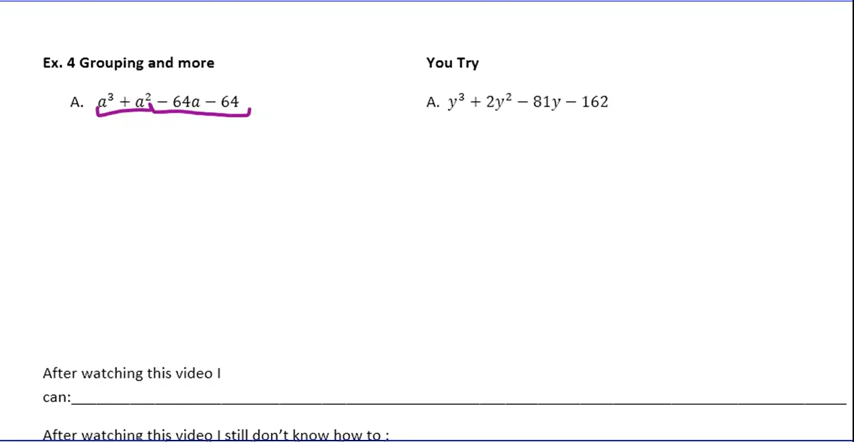 Ex. 4 Grouping and more
You Try
A. a³ + a² − 64a − 64
A. y³ + 2y² − 81y − 162
After watching this video I
can:
After watching this video I still don't know how to :